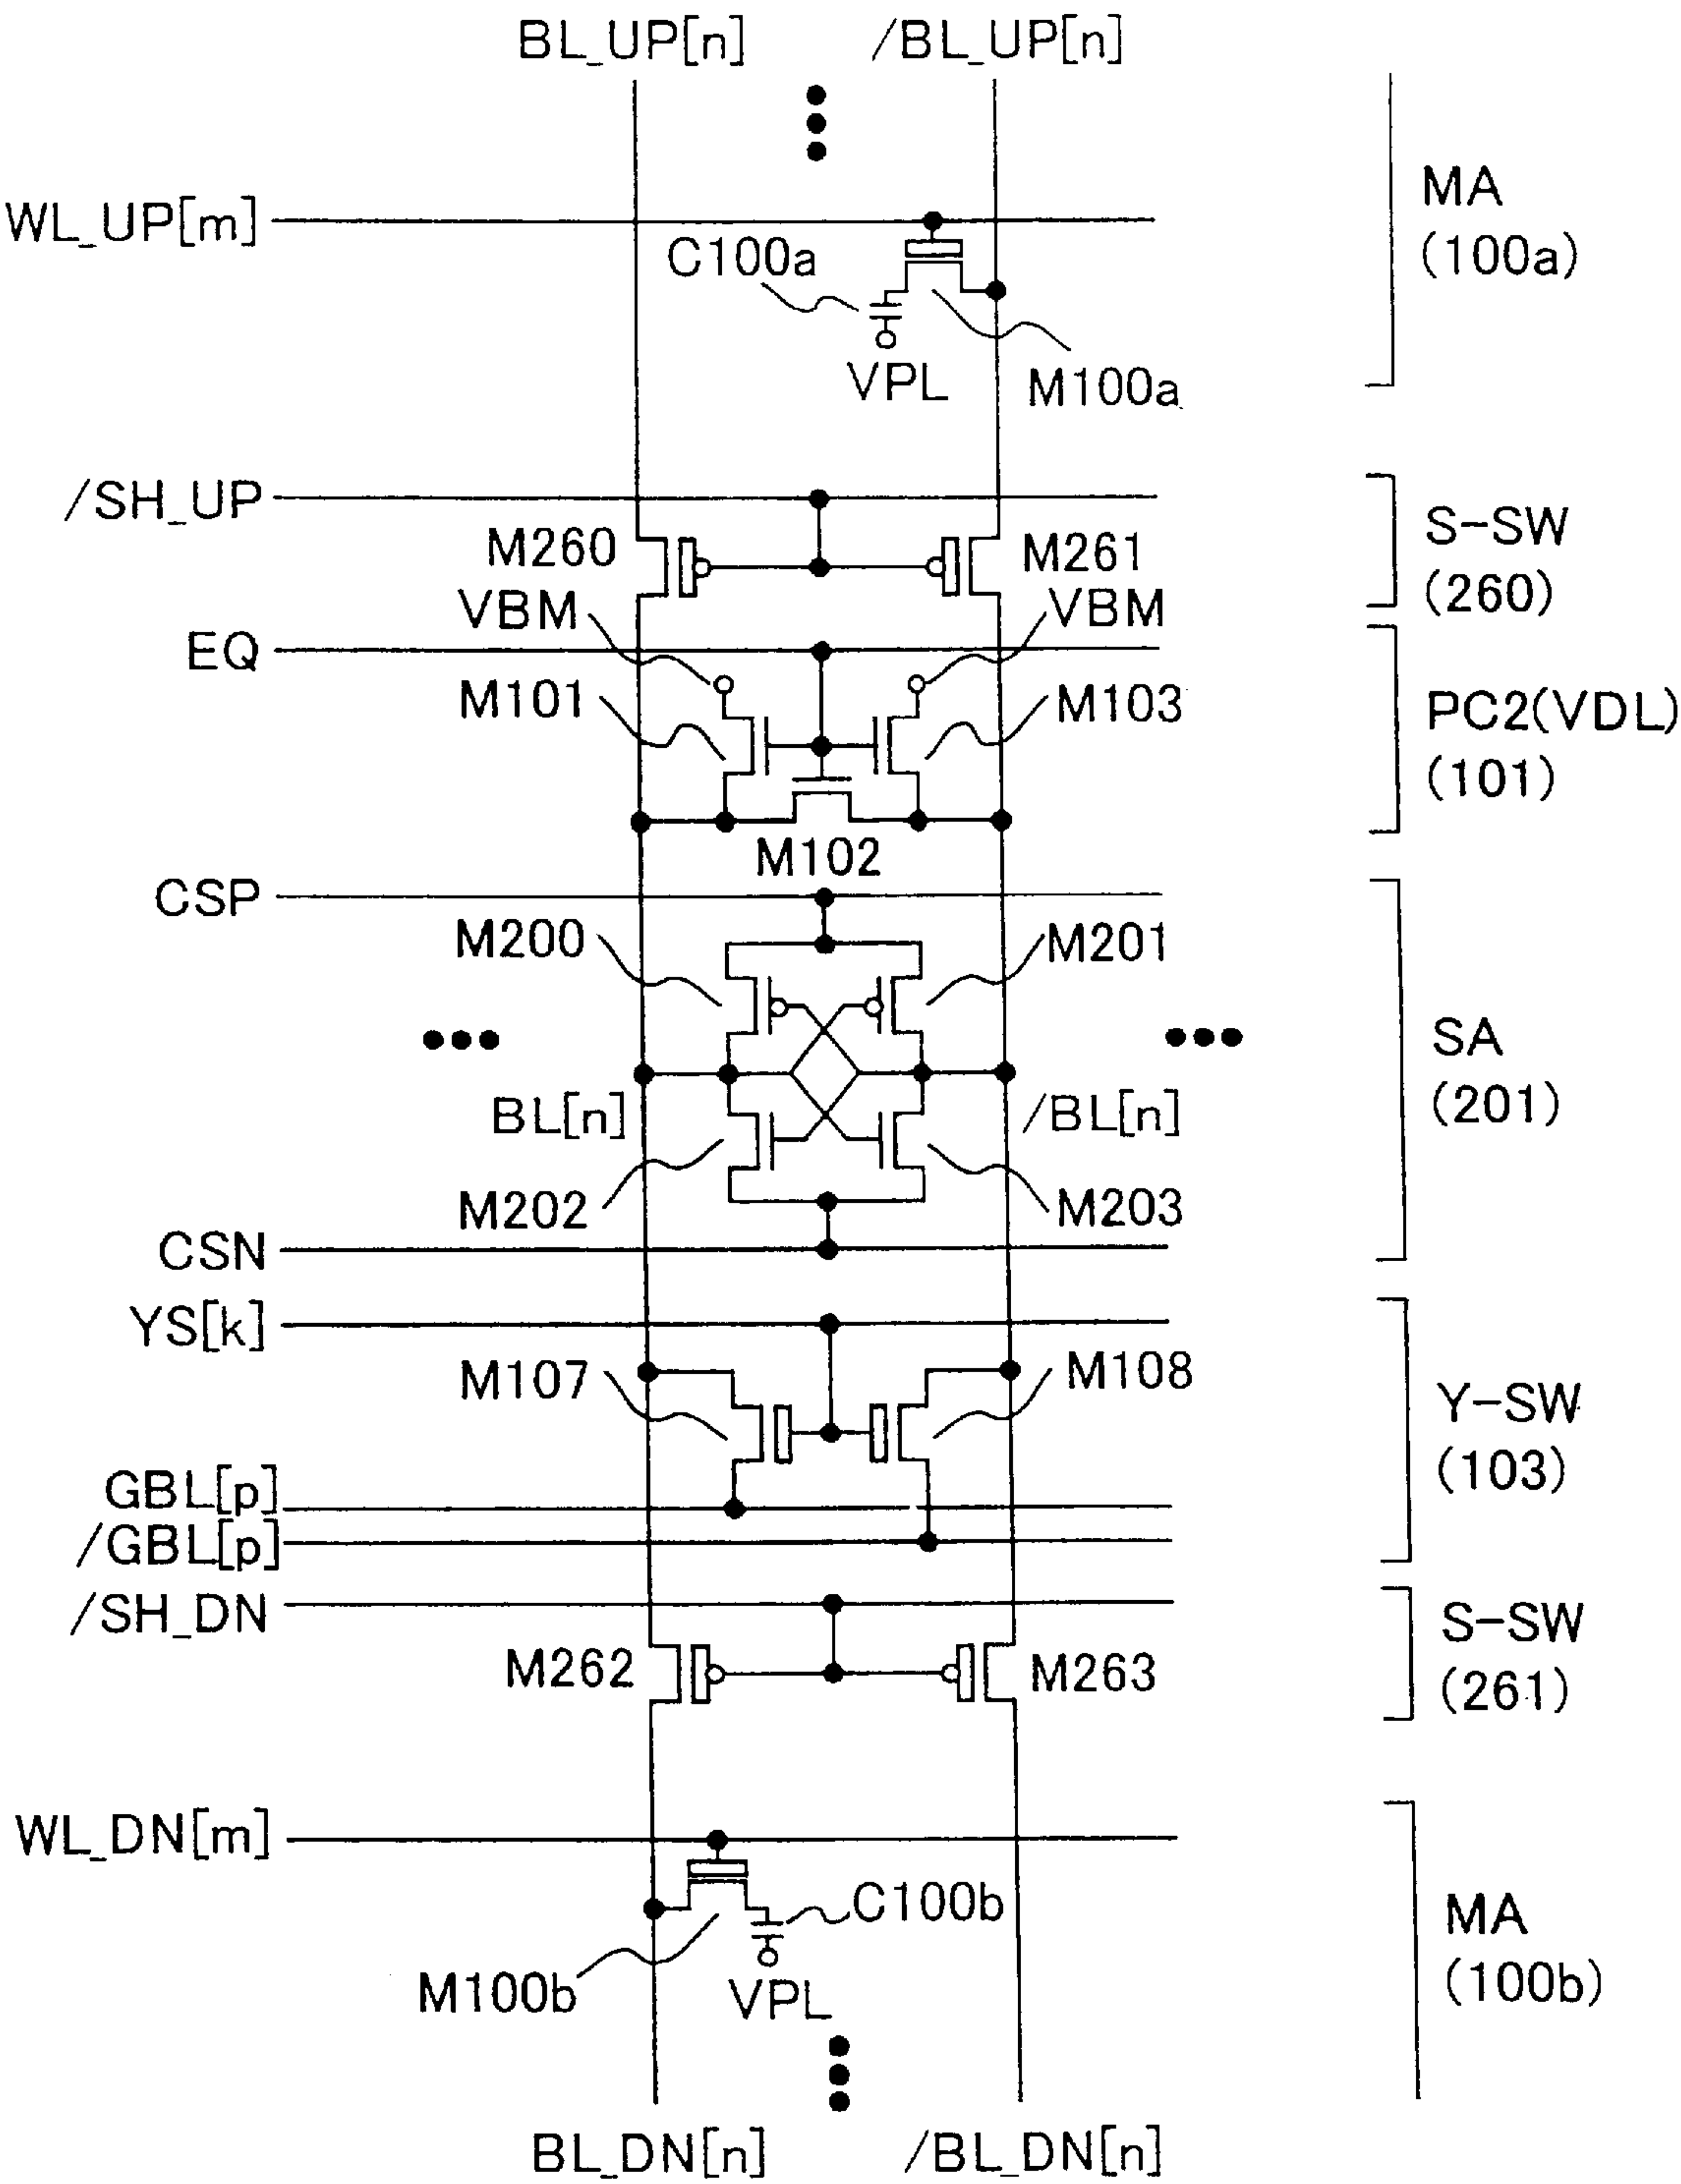 BL_UP[n] /BL_UP[n]
WL_UP[m]
C100a
VPL
M100a
MA
(100a)
/SH_UP
M260
M261
S-SW
(260)
VBM
VBM
EQ
M101
M103
M102
PC2(VDL)
(101)
CSP
M200
M201
BL[n]
/BL[n]
M202
M203
SA
(201)
CSN
YS[k]
M107
M108
Y-SW
(103)
GBL[p]
/GBL[p]
/SH_DN
M262
M263
S-SW
(261)
WL_DN[m]
C100b
M100b
VPL
MA
(100b)
BL_DN[n] /BL_DN[n]